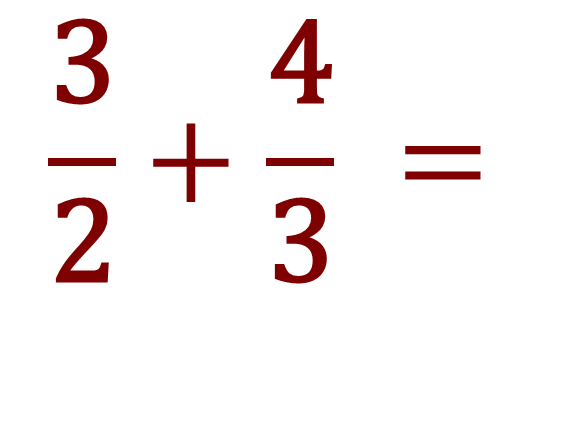 3/2 + 4/3 =